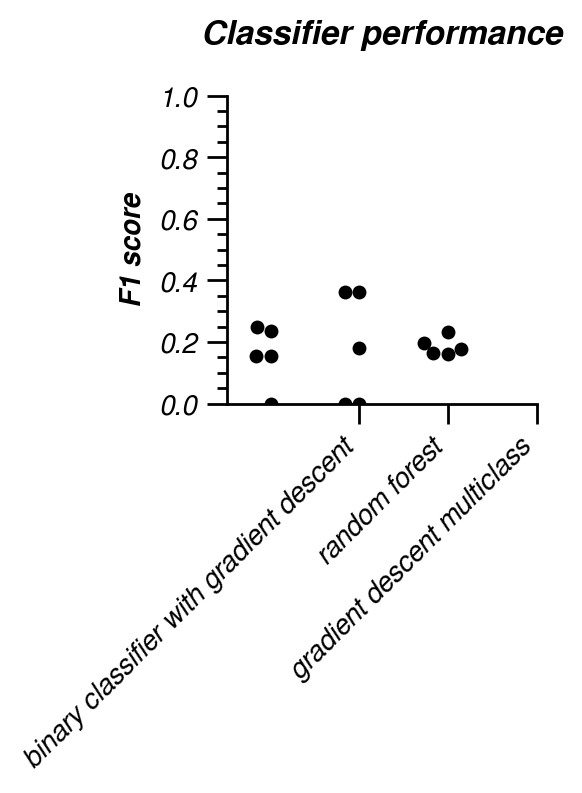 Classifier performance
1.0
0.8
0.6
0.4
0.2
0.0
F1 score
binary classifier with gradient descent
random forest
gradient descent multiclass